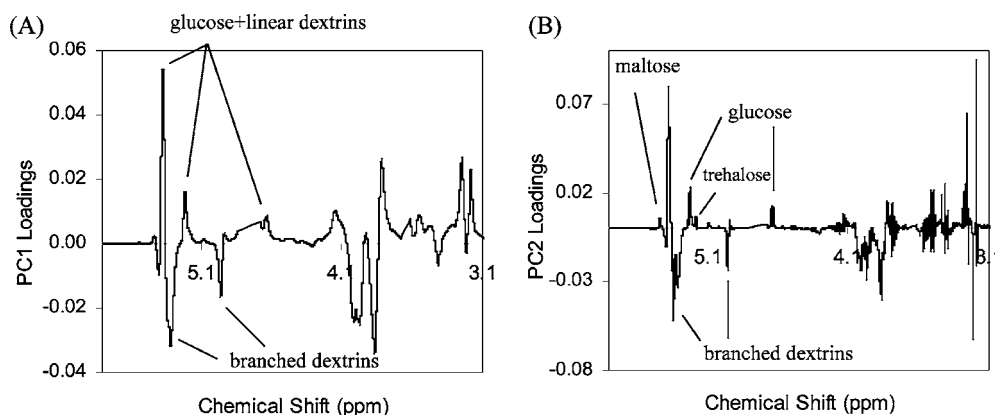 (A)
glucose+linear dextrins
0.06
0.04
0.02
0.00
-0.02
-0.04
PC1 Loadings
5.1
4.1
3.1
branched dextrins
Chemical Shift (ppm)
(B)
maltose
glucose
trehalose
0.07
0.02
-0.03
-0.08
PC2 Loadings
5.1
4.1
3.1
branched dextrins
Chemical Shift (ppm)